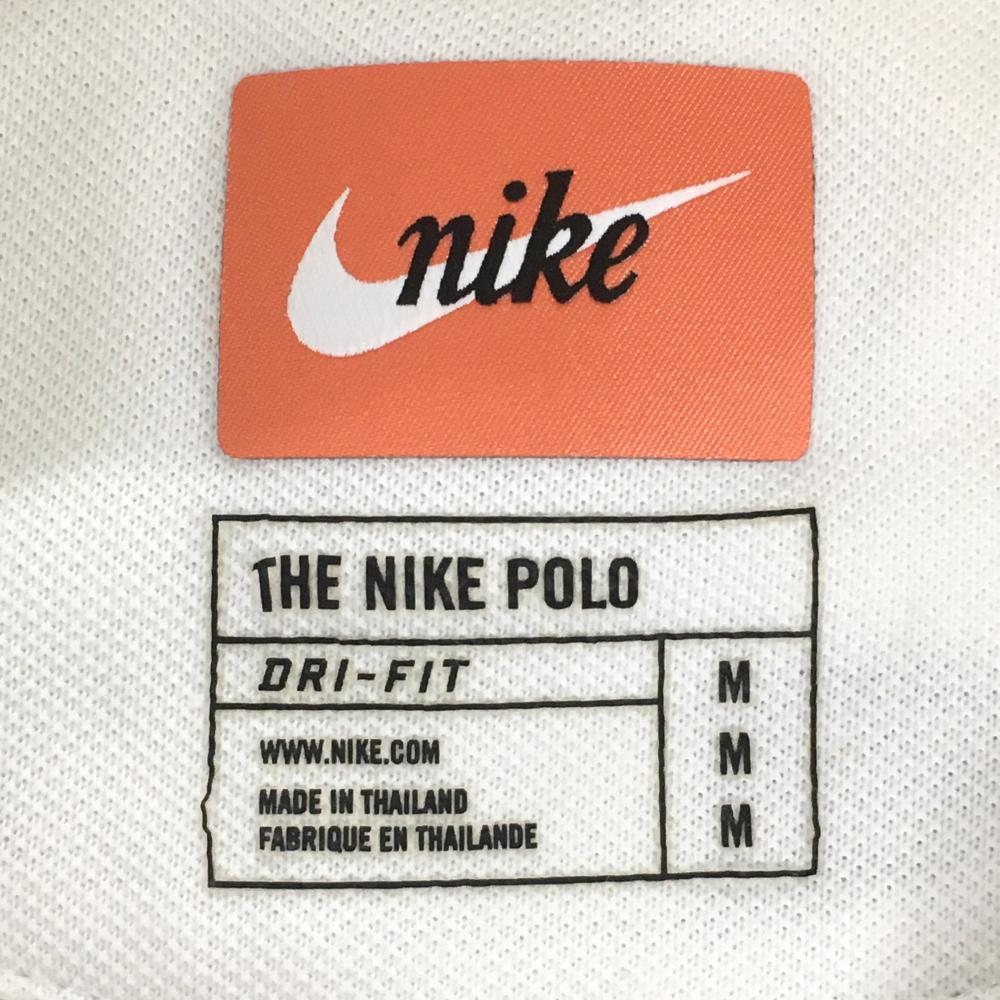 nike
THE NIKE POLO
DRI-FIT
M
M
M
WWW.NIKE.COM
MADE IN THAILAND
FABRIQUE EN THAILANDE